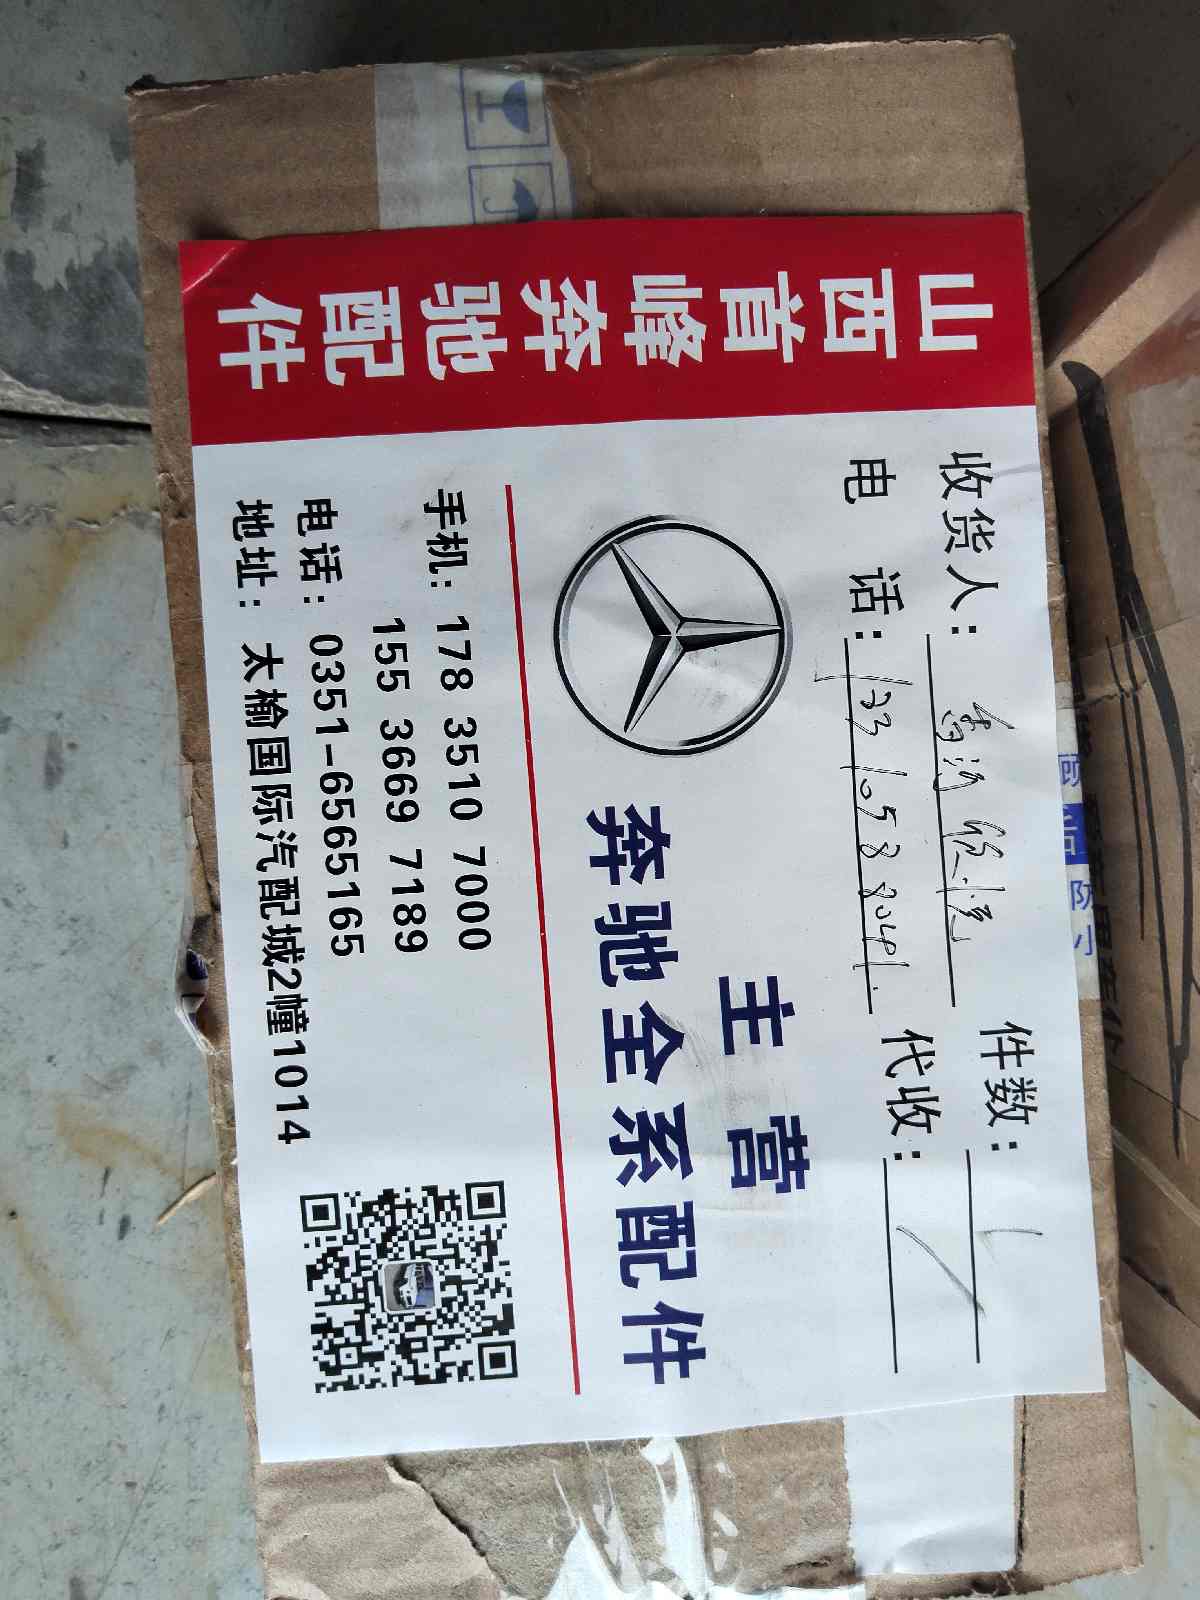 山西首峰奔驰配件
收货人：
件数：1
电 话：13310588041.
代收：
主 营
奔驰全系配件
手机：178 3510 7000
155 3669 7189
电话：0351-6565165
地址：太榆国际汽配城2幢1014